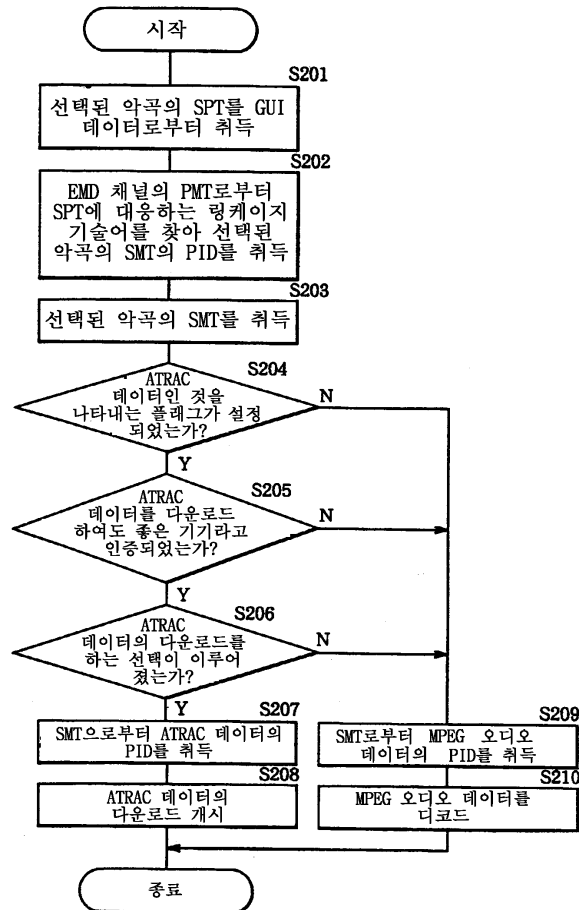 시작
S201
선택된 악곡의 SPT를 GUI
데이터로부터 취득
S202
EMD 채널의 PMT로부터
SPT에 대응하는 링케이지
기술어를 찾아 선택된
악곡의 SMT의 PID를 취득
S203
선택된 악곡의 SMT를 취득
S204
ATRAC
데이터인 것을
나타내는 플래그가 설정
되었는가?
N
Y
S205
ATRAC
데이터를 다운로드
하여도 좋은 기기라고
인증되었는가?
N
Y
S206
ATRAC
데이터의 다운로드를
하는 선택이 이루어
졌는가?
N
Y
S207
SMT으로부터 ATRAC 데이터의
PID를 취득
S208
ATRAC 데이터의
다운로드 개시
S209
SMT로부터 MPEG 오디오
데이터의 PID를 취득
S210
MPEG 오디오 데이터를
디코드
종료